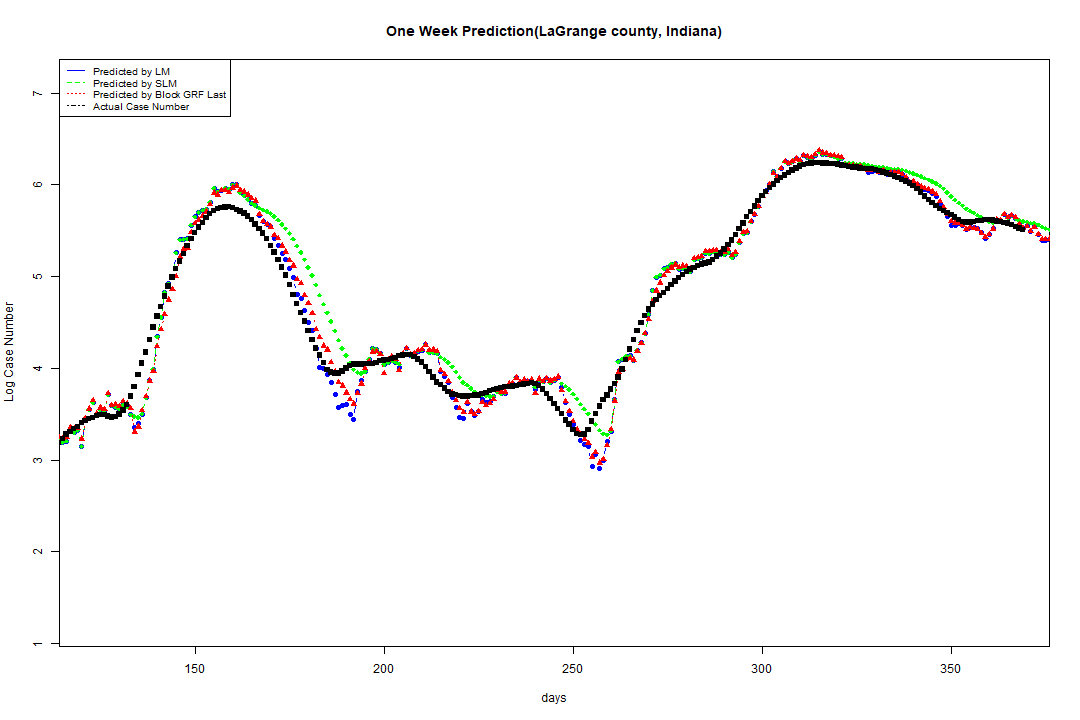 One Week Prediction(LaGrange county, Indiana)
Predicted by LM
Predicted by SLM
Predicted by Block GRF Last
Actual Case Number
7
6
5
4
3
2
1
Log Case Number
150 200 250 300 350
days